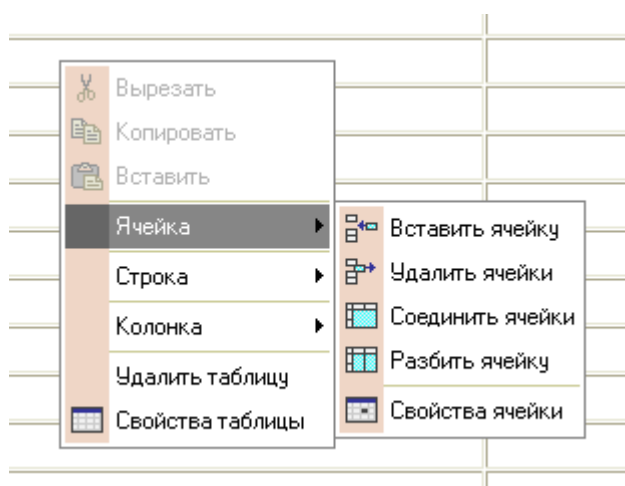 Вырезать
Копировать
Вставить
Ячейка
Строка
Колонка
Удалить таблицу
Свойства таблицы
Вставить ячейку
Удалить ячейки
Соединить ячейки
Разбить ячейку
Свойства ячейки